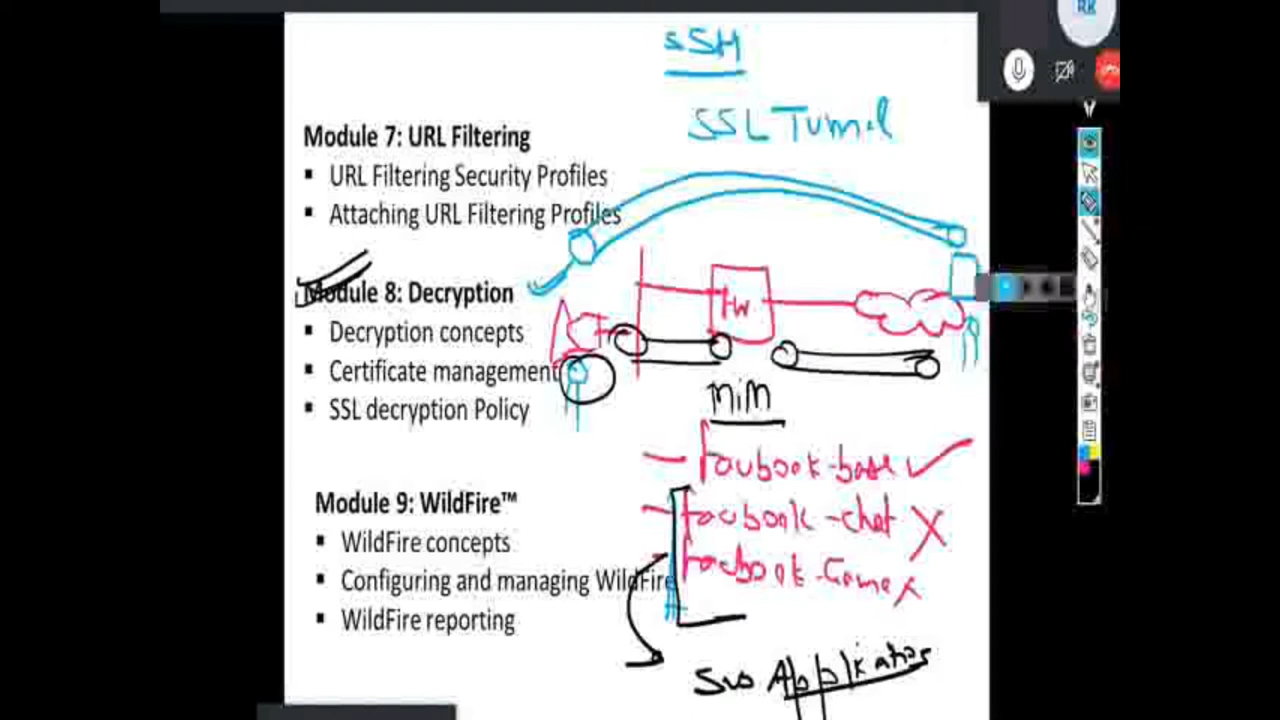 RK
SSH
SSL Tunnel
Module 7: URL Filtering
▪ URL Filtering Security Profiles
▪ Attaching URL Filtering Profiles
Module 8: Decryption
FW
▪ Decryption concepts
▪ Certificate management
MiM
▪ SSL decryption Policy
facebook-base ✓
Module 9: WildFire™
facebook-chat X
▪ WildFire concepts
facebook-Game x
▪ Configuring and managing WildFire
▪ WildFire reporting
Sub Application